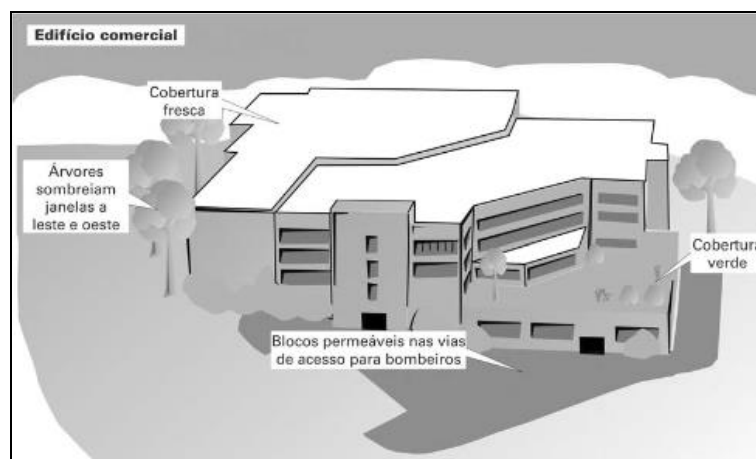 Edifício comercial
Cobertura
fresca
Árvores
sombreiam
janelas a
leste e oeste
Cobertura
verde
Blocos permeáveis nas vias
de acesso para bombeiros